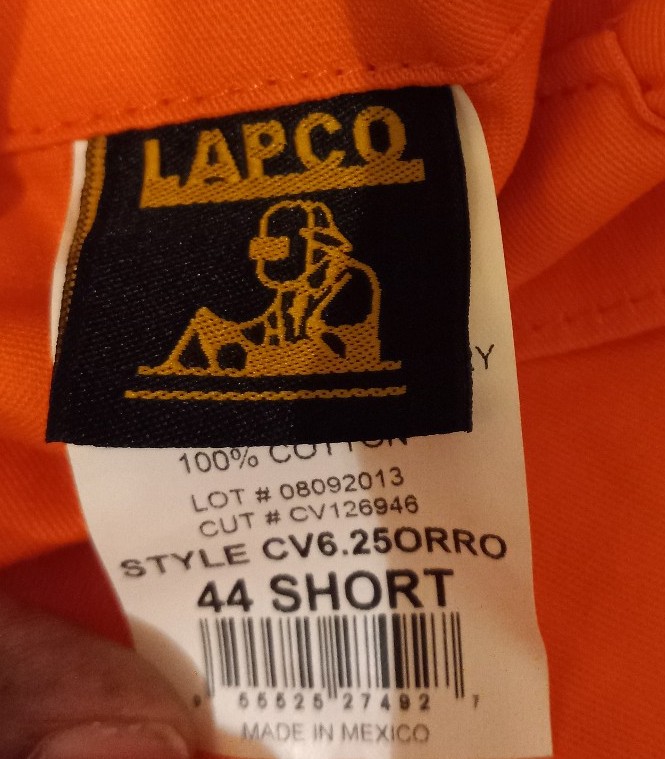 LAPCO
100% COTTON
LOT # 08092013
CUT # CV126946
STYLE CV6.25ORRO
44 SHORT
55525 27492 7
MADE IN MEXICO